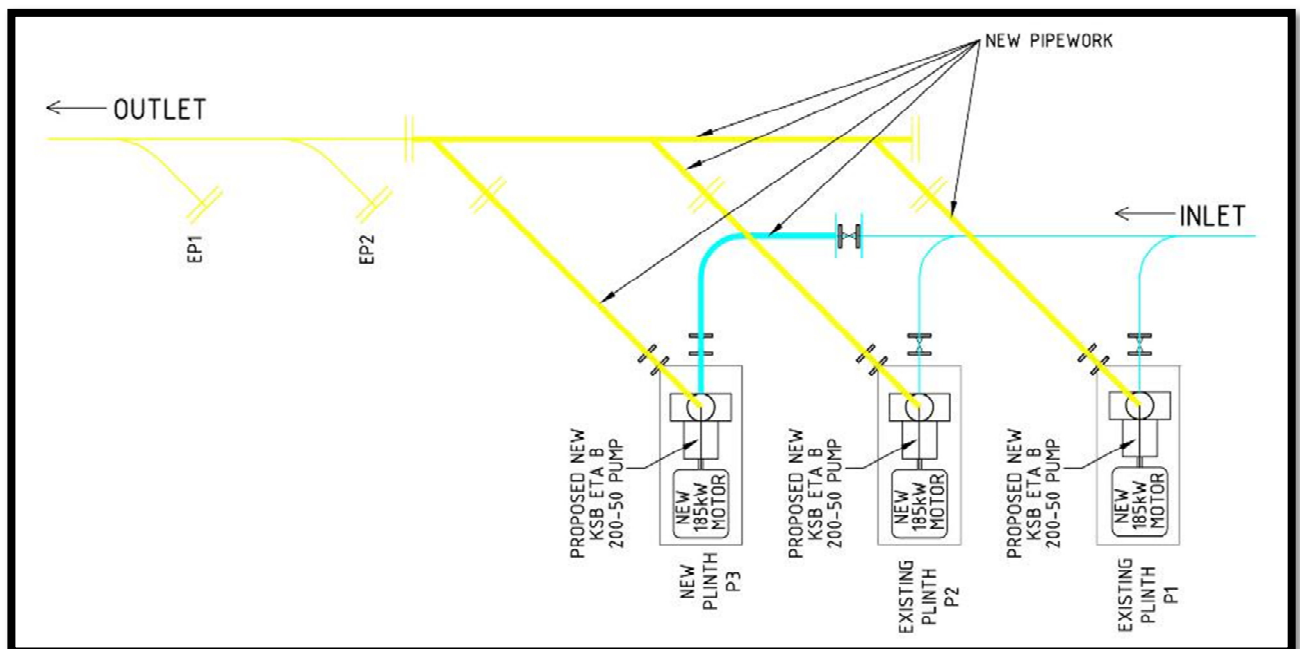 NEW PIPEWORK
OUTLET
INLET
EP1
EP2
PROPOSED NEW
KSB ETA B
200-50 PUMP
NEW
185kW
MOTOR
NEW
PLINTH
P3
PROPOSED NEW
KSB ETA B
200-50 PUMP
NEW
185kW
MOTOR
EXISTING
PLINTH
P2
PROPOSED NEW
KSB ETA B
200-50 PUMP
NEW
185kW
MOTOR
EXISTING
PLINTH
P1